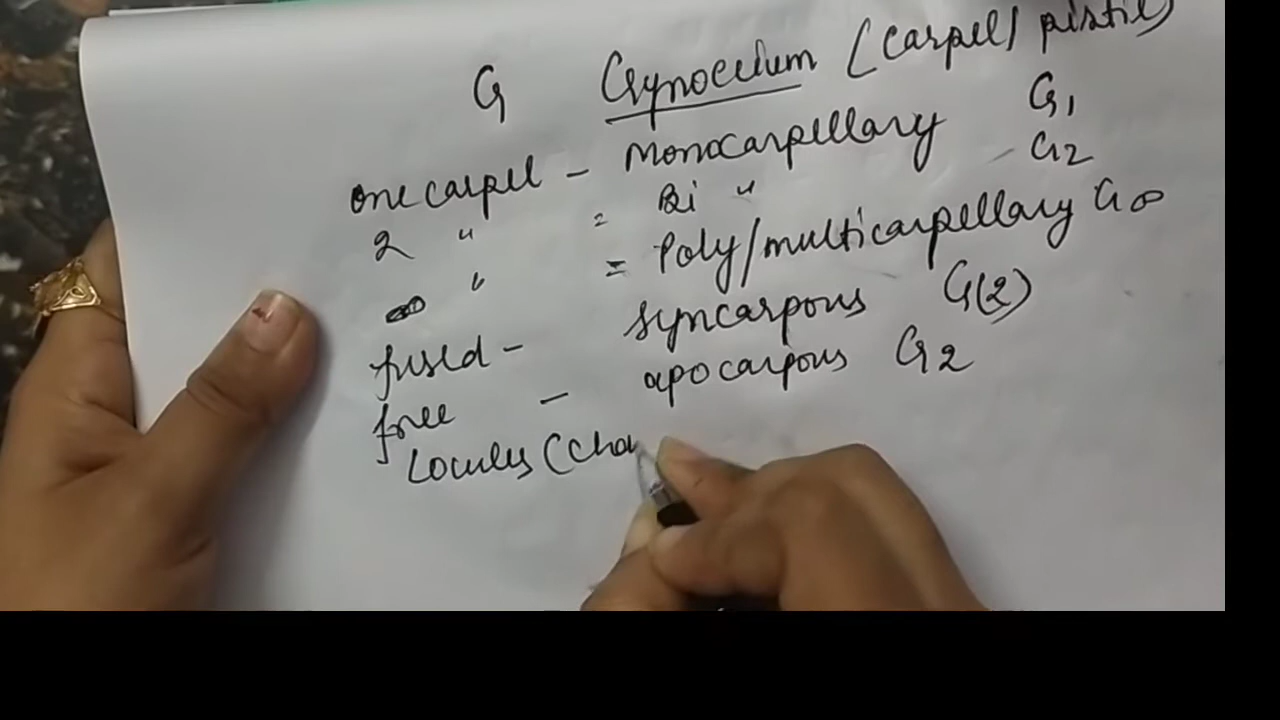 G Gynoecium (Carpel/pistil)
one carpel - Monocarpellary G1
2 " = Bi " G2
∞ " = Poly/multicarpellary G∞
fused - syncarpous G(2)
free - apocarpous G2
Locules (cha